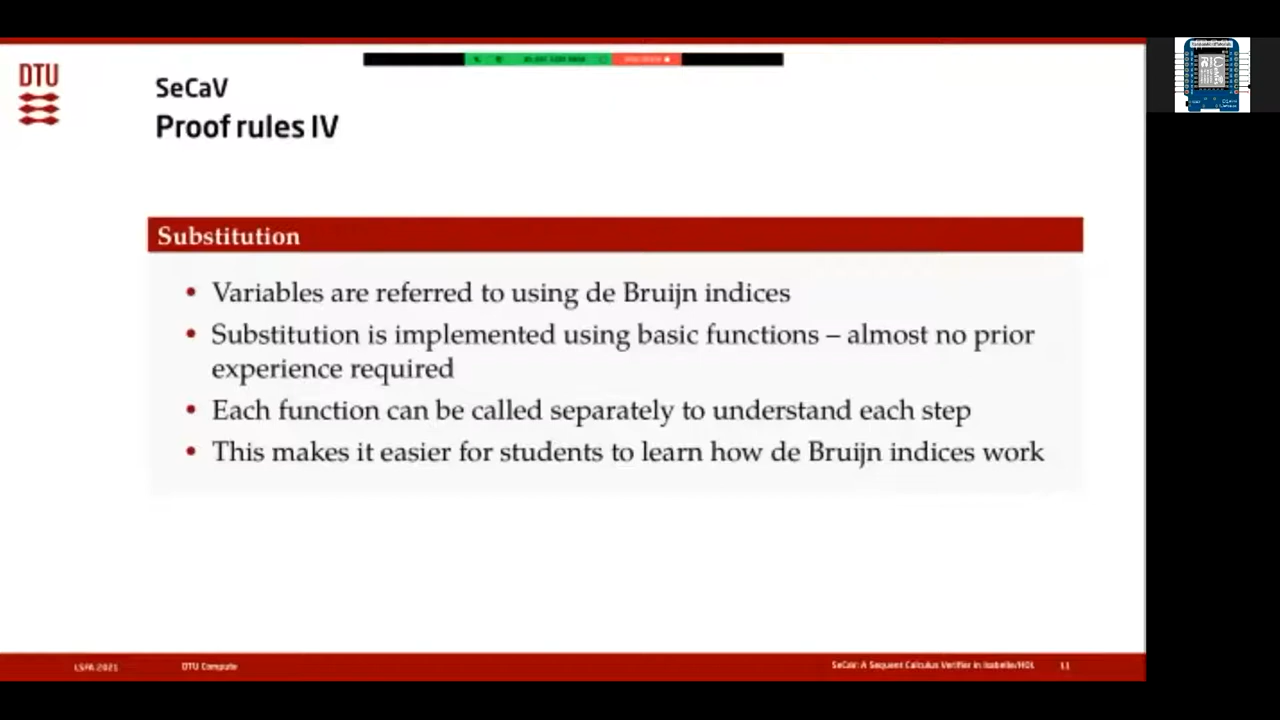 DTU
SeCaV
Proof rules IV
Substitution
• Variables are referred to using de Bruijn indices
• Substitution is implemented using basic functions – almost no prior
experience required
• Each function can be called separately to understand each step
• This makes it easier for students to learn how de Bruijn indices work
LSFA 2021
DTU Compute
SeCaV: A Sequent Calculus Verifier in Isabelle/HOL
11